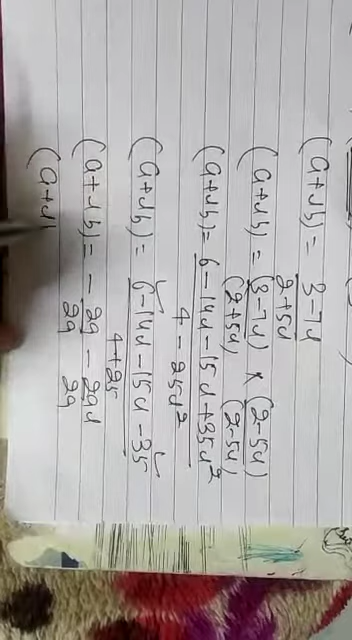 (a+ib) = 3-7i / 2+5i
(a+ib) = (3-7i) / (2+5i) × (2-5i) / (2-5i)
(a+ib) = 6-14i-15i+35i² / 4-25i²
(a+ib) = 6-14i-15i-35 / 4+25
(a+ib) = - 29/29 - 29i/29
(a+i